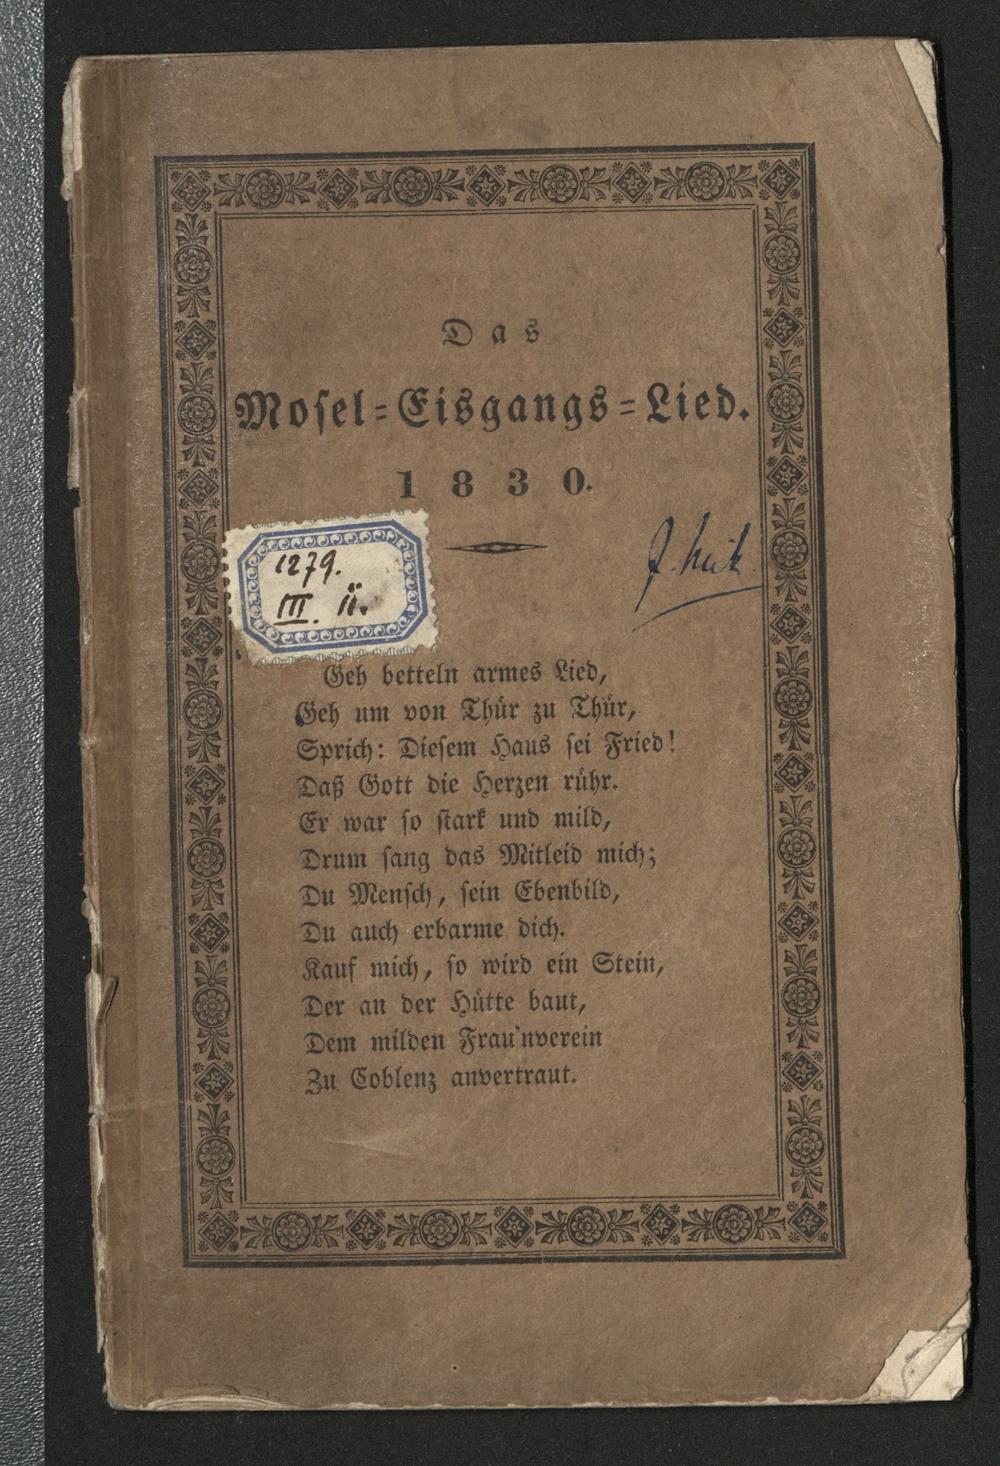 Das
Mosel=Eisgangs=Lied.
1830.
1279.
III. ii.
Geh betteln armes Lied,
Geh um von Thür zu Thür,
Sprich: Diesem Haus sei Fried!
Daß Gott die Herzen rühr.
Er war so stark und mild,
Drum sang das Mitleid mich;
Du Mensch, sein Ebenbild,
Du auch erbarme dich.
Kauf mich, so wird ein Stein,
Der an der Hütte baut,
Dem milden Frau'nverein
Zu Coblenz anvertraut.